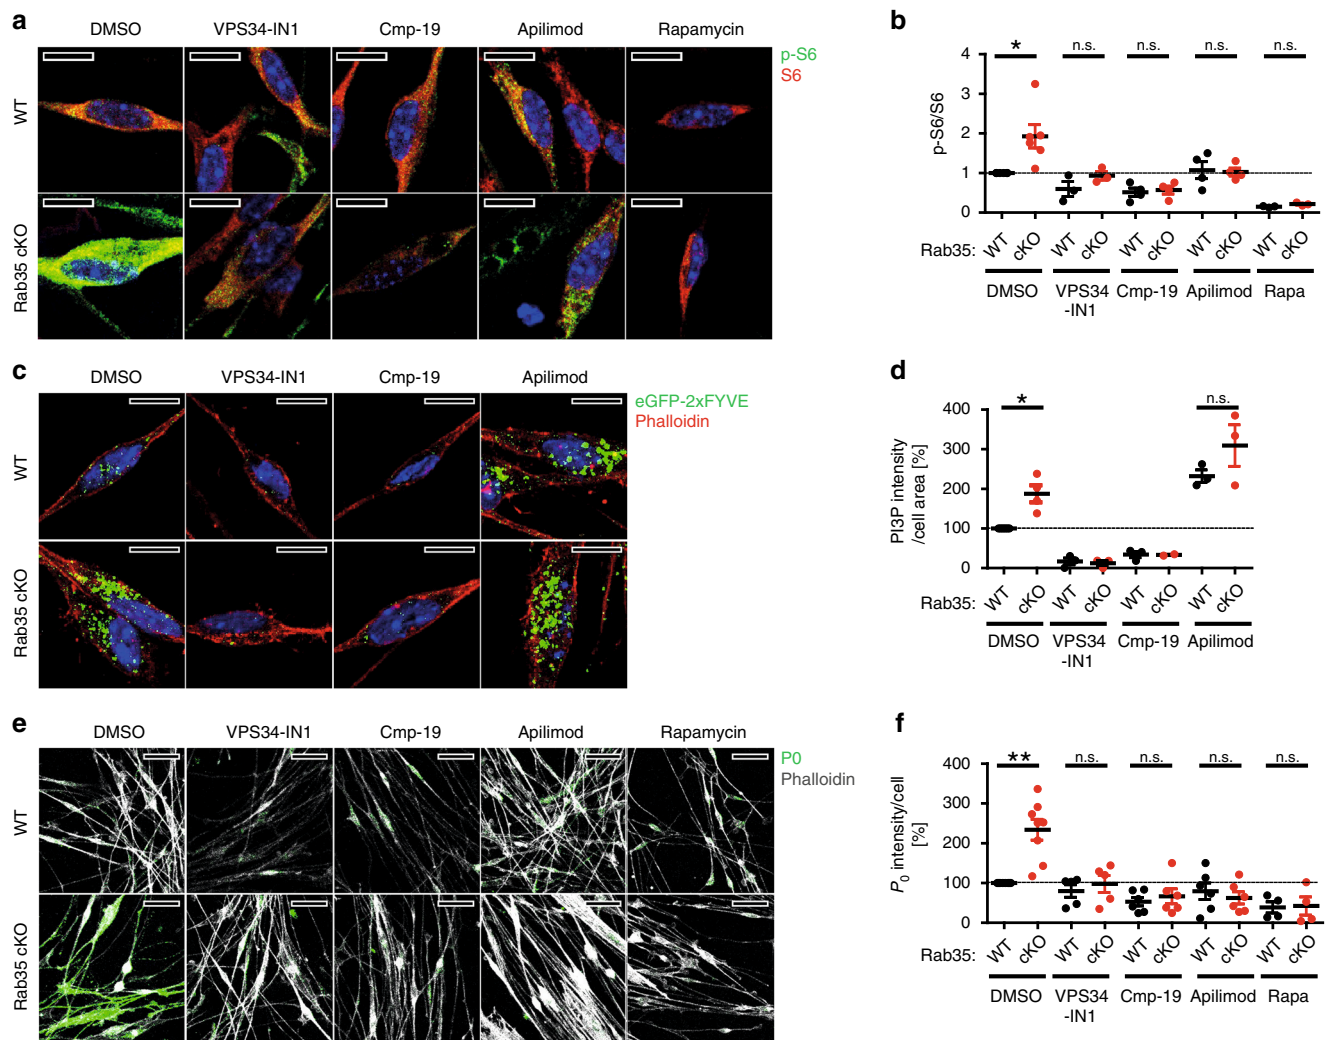 a
DMSO VPS34-IN1 Cmp-19 Apilimod Rapamycin
p-S6
S6
WT
Rab35 cKO
b
p-S6/S6
4
3
2
1
0
* n.s. n.s. n.s. n.s.
Rab35: WT cKO WT cKO WT cKO WT cKO WT cKO
DMSO VPS34 Cmp-19 Apilimod Rapa
-IN1
c
DMSO VPS34-IN1 Cmp-19 Apilimod
eGFP-2xFYVE
Phalloidin
WT
Rab35 cKO
d
PI3P intensity
/cell area [%]
400
300
200
100
0
* n.s.
Rab35: WT cKO WT cKO WT cKO WT cKO
DMSO VPS34 Cmp-19 Apilimod
-IN1
e
DMSO VPS34-IN1 Cmp-19 Apilimod Rapamycin
P0
Phalloidin
WT
Rab35 cKO
f
P0 intensity/cell
[%]
400
300
200
100
0
** n.s. n.s. n.s. n.s.
Rab35: WT cKO WT cKO WT cKO WT cKO WT cKO
DMSO VPS34 Cmp-19 Apilimod Rapa
-IN1